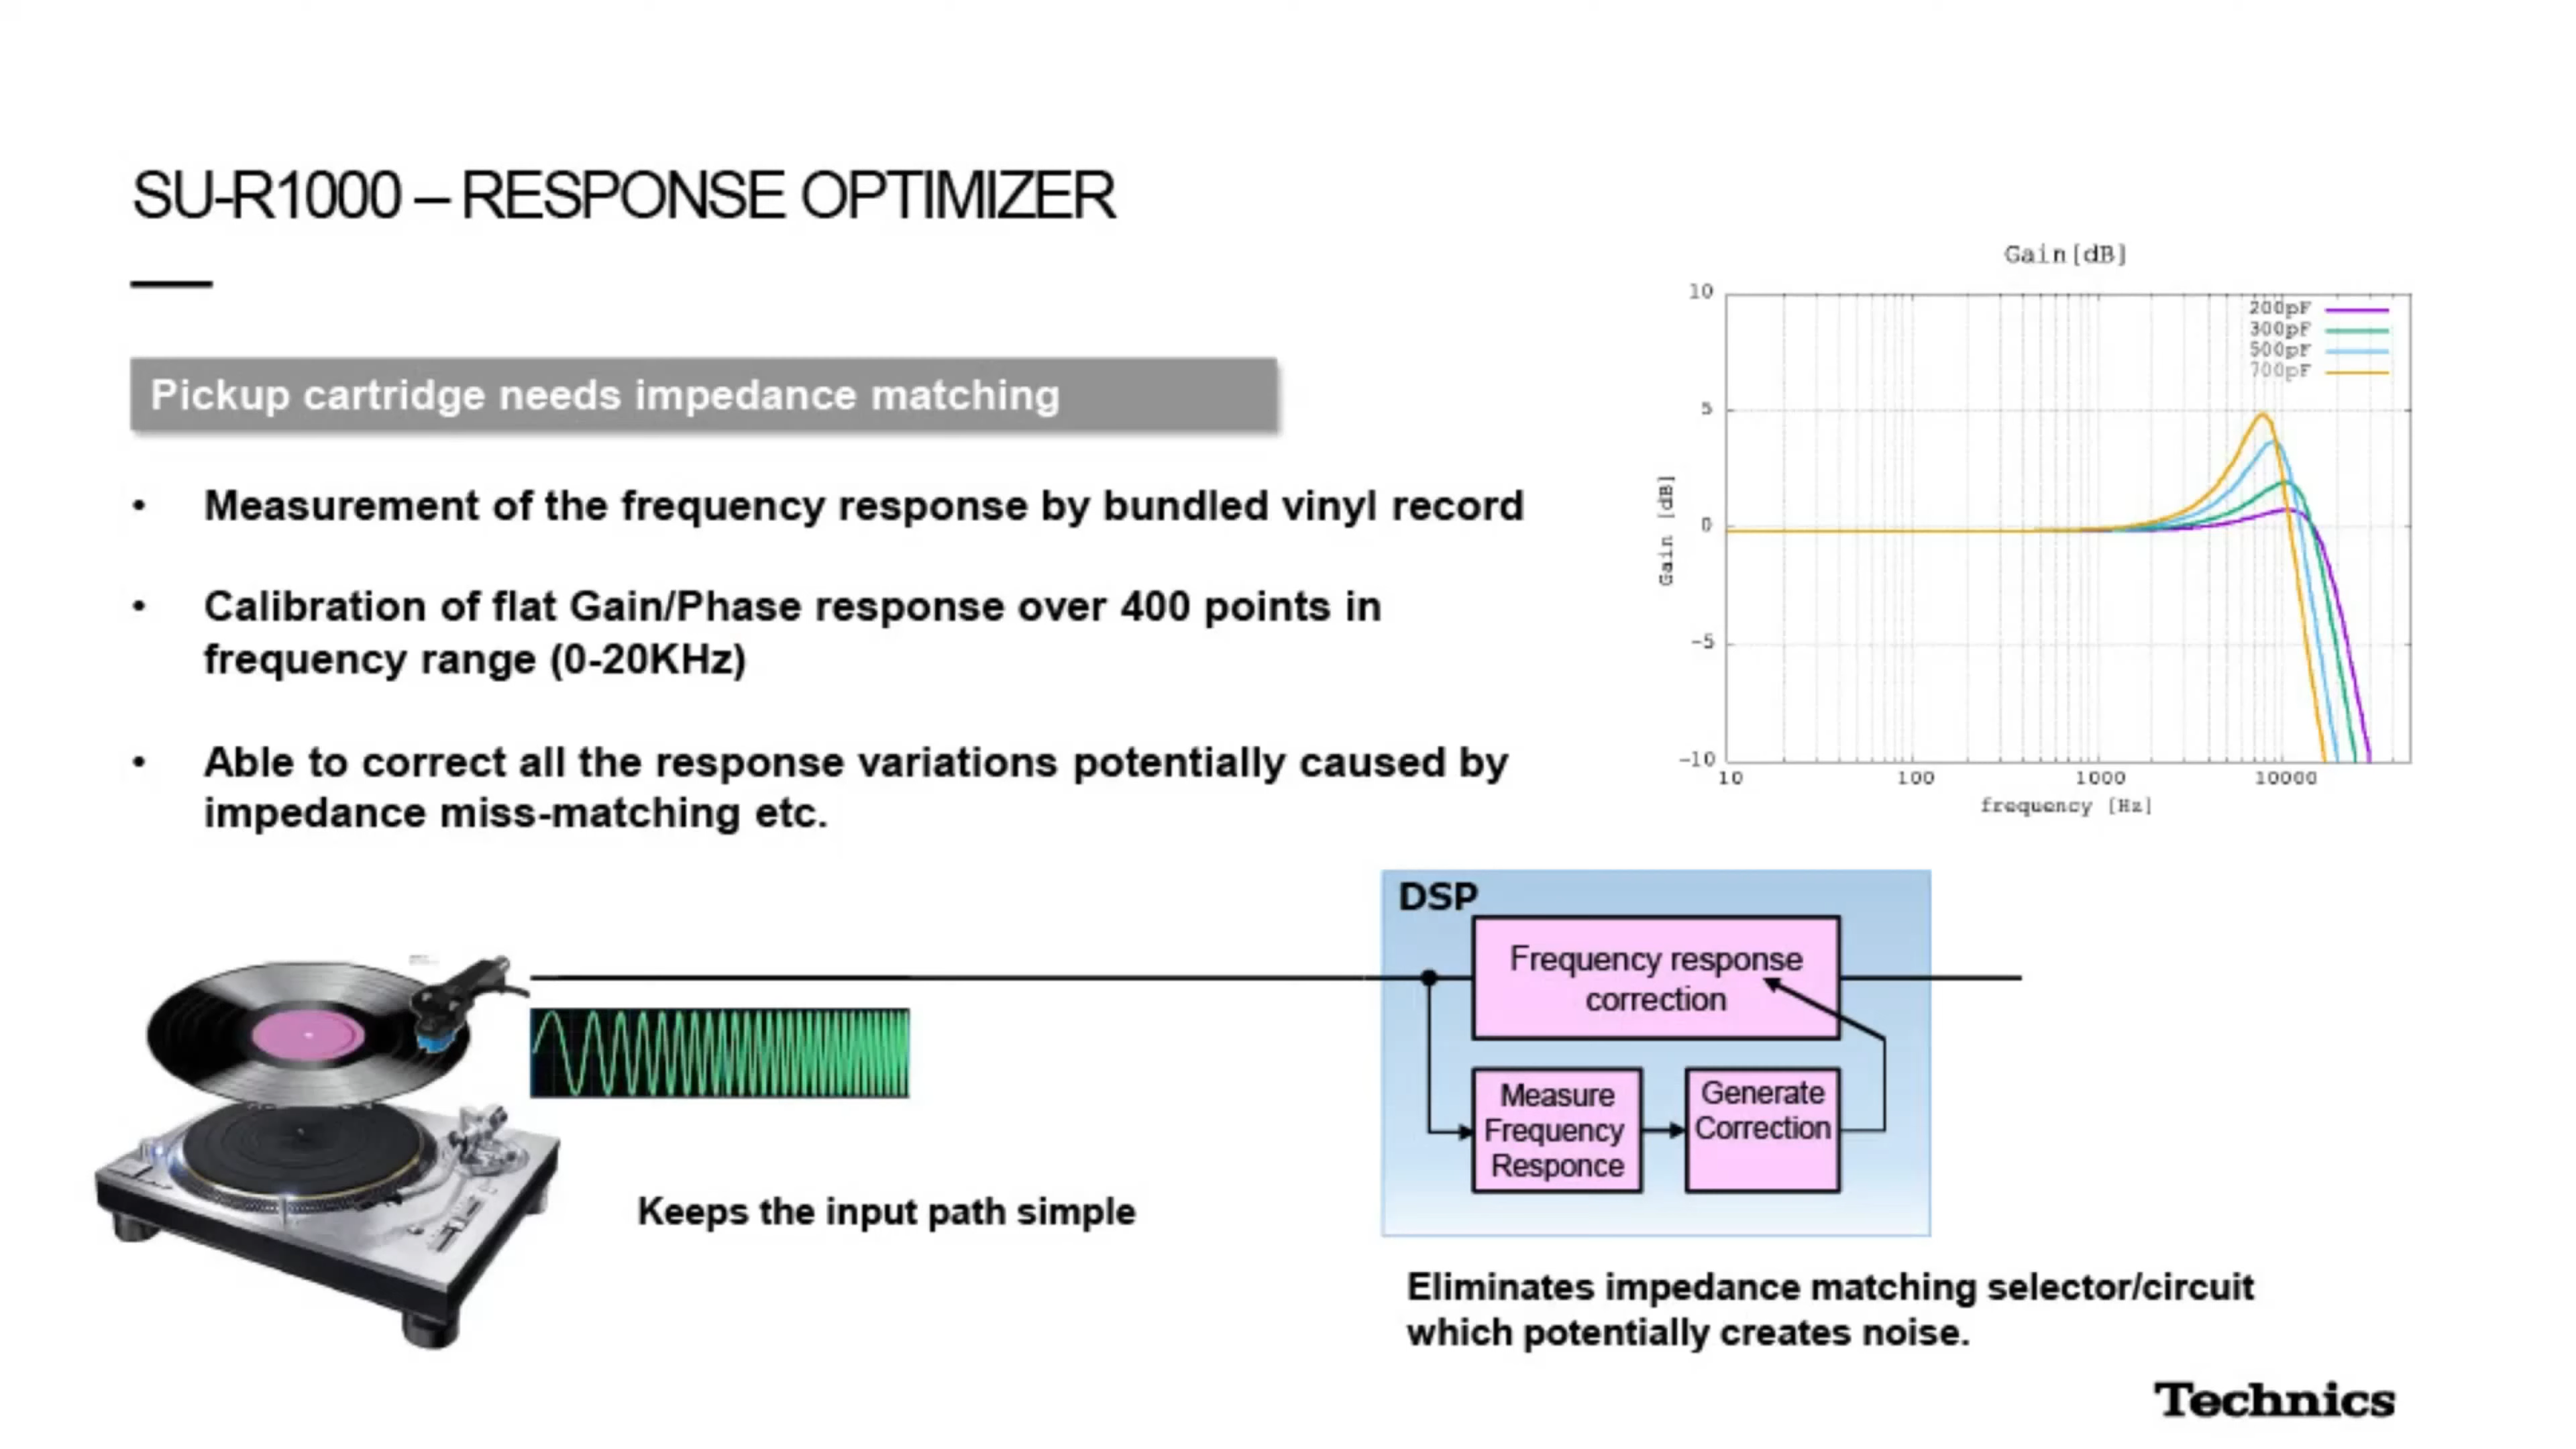 SU-R1000 – RESPONSE OPTIMIZER
Pickup cartridge needs impedance matching
• Measurement of the frequency response by bundled vinyl record
• Calibration of flat Gain/Phase response over 400 points in
frequency range (0-20KHz)
• Able to correct all the response variations potentially caused by
impedance miss-matching etc.
Gain[dB]
200pF
300pF
500pF
700pF
10
5
0
-5
-10
Gain [dB]
10 100 1000 10000
frequency [Hz]
DSP
Frequency response
correction
Measure
Frequency
Responce
Generate
Correction
Keeps the input path simple
Eliminates impedance matching selector/circuit
which potentially creates noise.
Technics